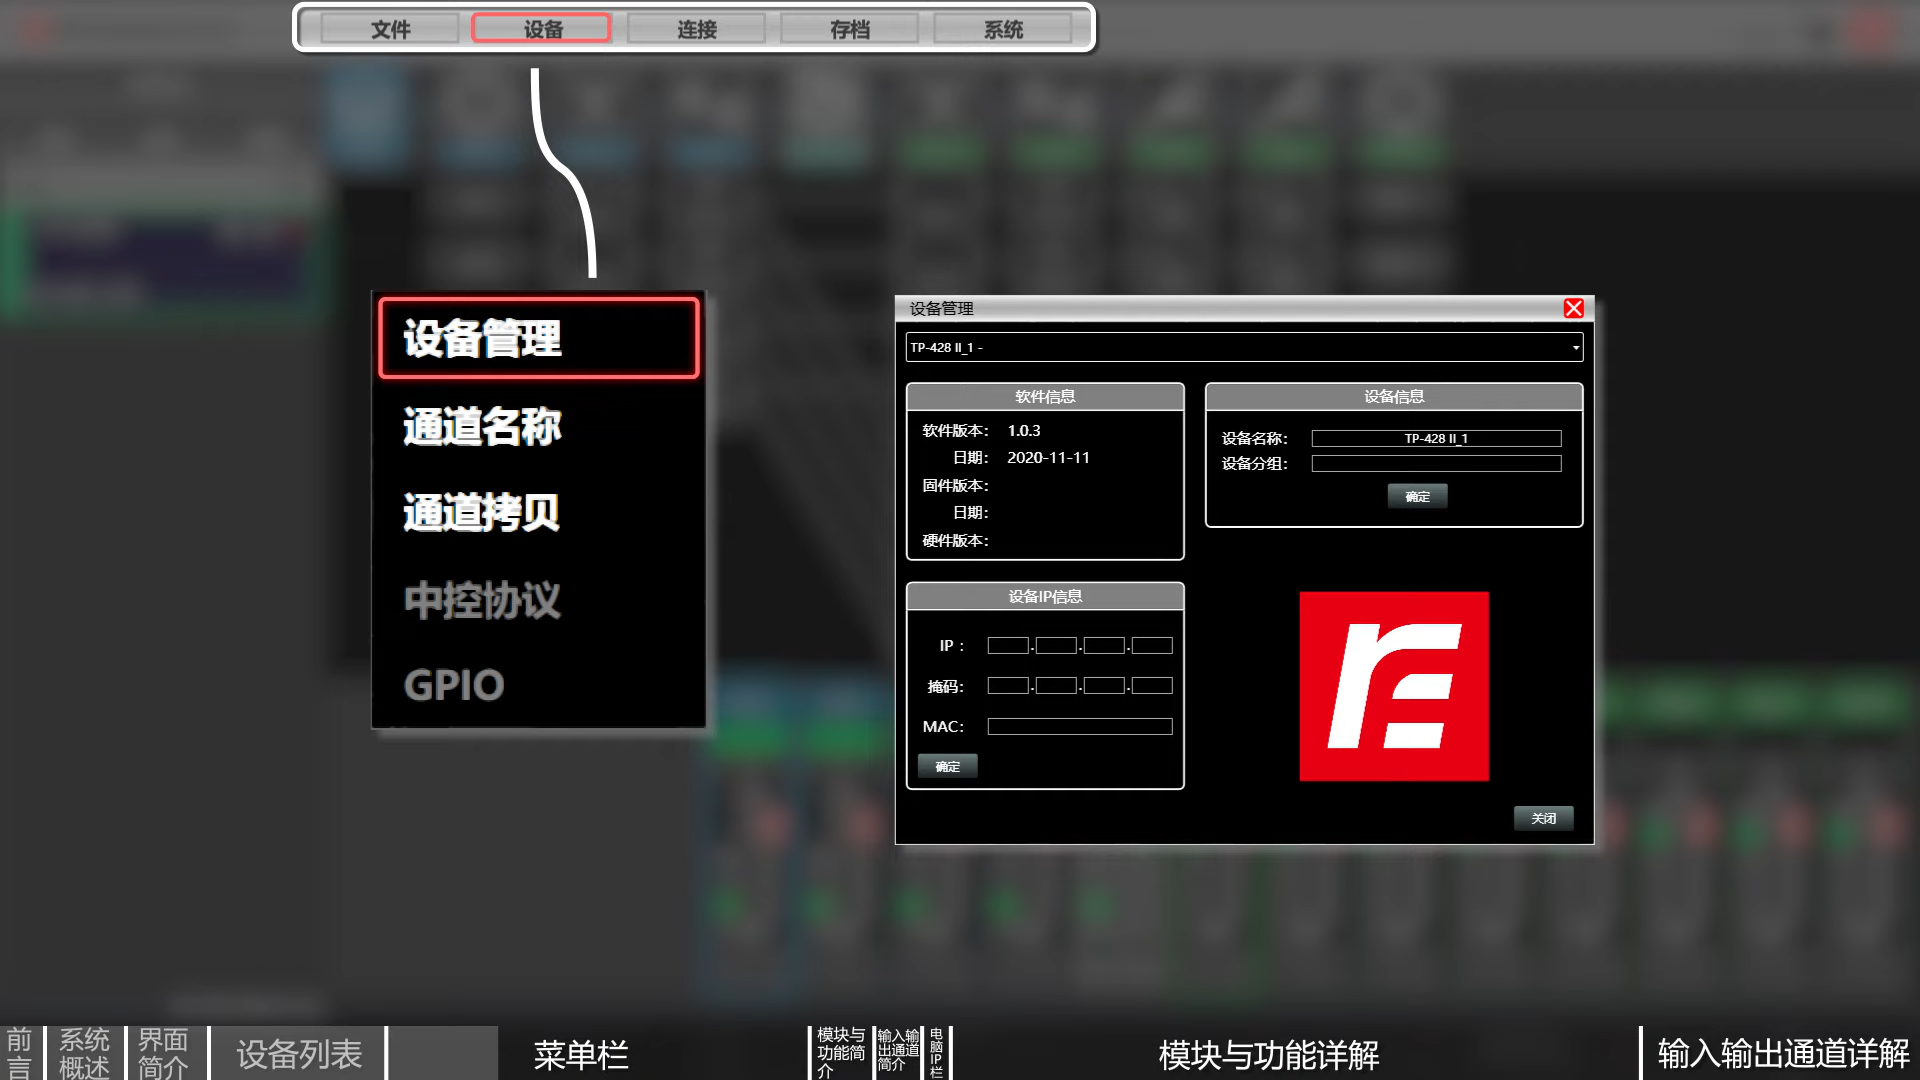 文件 设备 连接 存档 系统
设备管理
通道名称
通道拷贝
中控协议
GPIO
设备管理
TP-428 II_1 -
软件信息
软件版本: 1.0.3
日期: 2020-11-11
固件版本:
日期:
硬件版本:
设备信息
设备名称: TP-428 II_1
设备分组:
确定
设备IP信息
IP :
掩码:
MAC:
确定
关闭
前言
系统概述
界面简介
设备列表
菜单栏
模块与功能简介
输入输出通道简介
电脑IP栏
模块与功能详解
输入输出通道详解